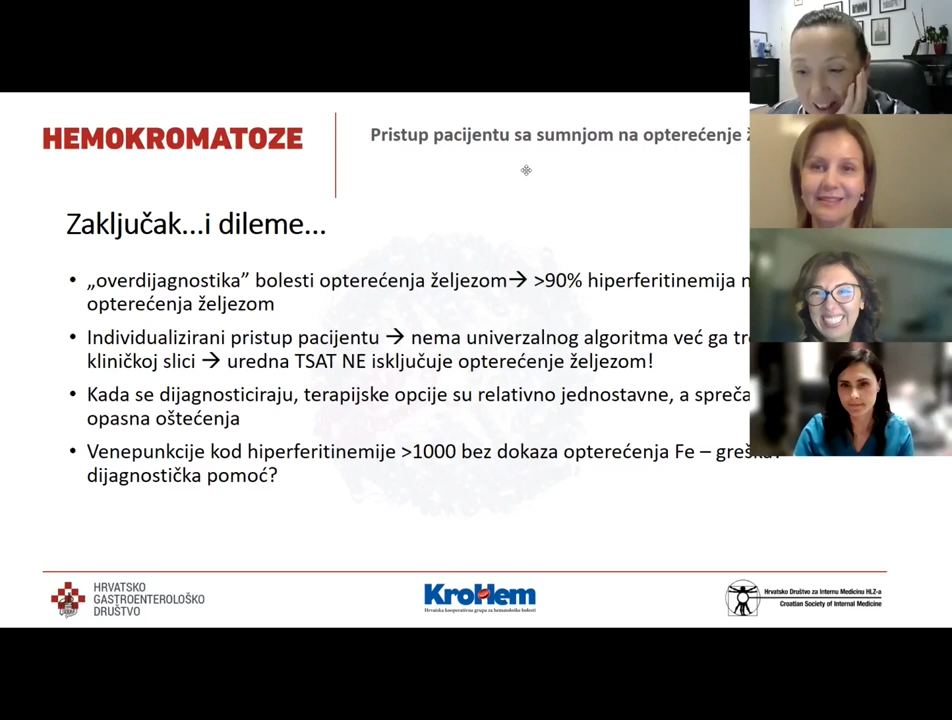 HEMOKROMATOZE
Pristup pacijentu sa sumnjom na opterećenje
Zaključak...i dileme...
• „overdijagnostika” bolesti opterećenja željezom→ >90% hiperferitinemija
opterećenja željezom
• Individualizirani pristup pacijentu → nema univerzalnog algoritma već ga
kliničkoj slici → uredna TSAT NE isključuje opterećenje željezom!
• Kada se dijagnosticiraju, terapijske opcije su relativno jednostavne, a
opasna oštećenja
• Venepunkcije kod hiperferitinemije >1000 bez dokaza opterećenja Fe –
dijagnostička pomoć?
HRVATSKO
GASTROENTEROLOŠKO
DRUŠTVO
KroHem
Hrvatska kooperativna grupa za hematološke bolesti
Hrvatsko Društvo za Internu Medicinu HLZ-a
Croatian Society of Internal Medicine